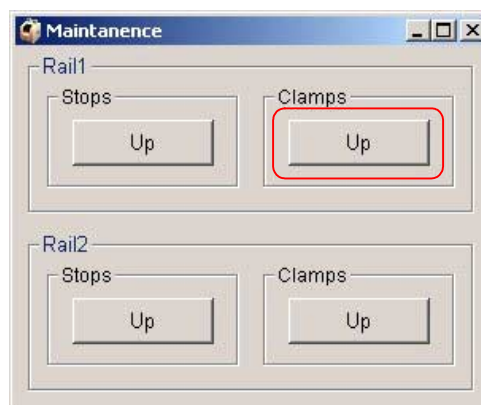 Maintanence
Rail1
Stops Clamps
Up Up
Rail2
Stops Clamps
Up Up